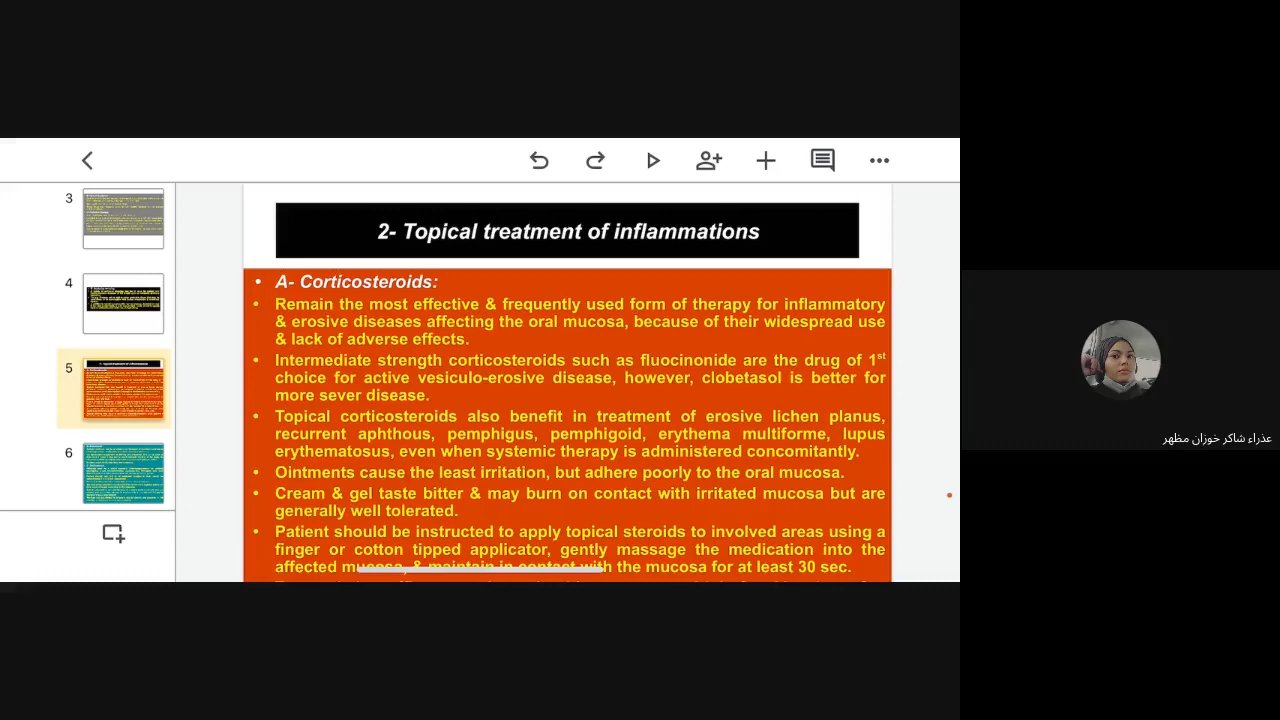 3
4
5
6
2- Topical treatment of inflammations
• A- Corticosteroids:
• Remain the most effective & frequently used form of therapy for inflammatory
& erosive diseases affecting the oral mucosa, because of their widespread use
& lack of adverse effects.
• Intermediate strength corticosteroids such as fluocinonide are the drug of 1st
choice for active vesiculo-erosive disease, however, clobetasol is better for
more sever disease.
• Topical corticosteroids also benefit in treatment of erosive lichen planus,
recurrent aphthous, pemphigus, pemphigoid, erythema multiforme, lupus
erythematosus, even when systemic therapy is administered concomitantly.
• Ointments cause the least irritation but adhere poorly to the oral mucosa.
• Cream & gel taste bitter & may burn on contact with irritated mucosa but are
generally well tolerated.
• Patient should be instructed to apply topical steroids to involved areas using a
finger or cotton tipped applicator, gently massage the medication into the
affected mucosa, & maintain in contact with the mucosa for at least 30 sec.
عذراء شاكر خوزان مظهر